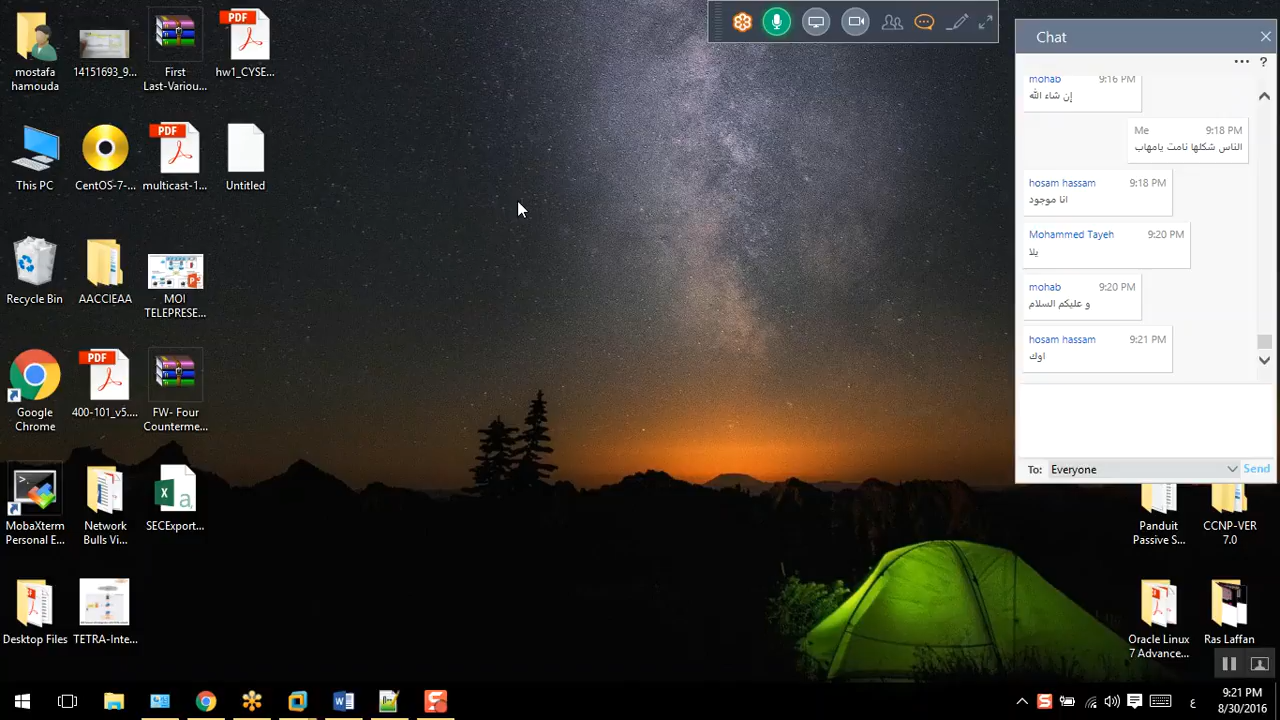 mostafa
hamouda
14151693_9...
First
Last-Variou...
hw1_CYSE...
This PC
CentOS-7-...
multicast-1...
Untitled
Recycle Bin
AACCIEAA
MOI
TELEPRESE...
Google
Chrome
400-101_v5....
FW- Four
Counterme...
MobaXterm
Personal E...
Network
Bulls Vi...
SECExport...
Desktop Files
TETRA-Inte...
PDF
PDF
PDF
Chat
mohab 9:16 PM
إن شاء الله
Me 9:18 PM
الناس شكلها نامت يامهاب
hosam hassam 9:18 PM
انا موجود
Mohammed Tayeh 9:20 PM
يلا
mohab 9:20 PM
و عليكم السلام
hosam hassam 9:21 PM
اوك
To: Everyone
Send
Panduit
Passive S...
CCNP-VER
7.0
Oracle Linux
7 Advance...
Ras Laffan
ع
9:21 PM
8/30/2016